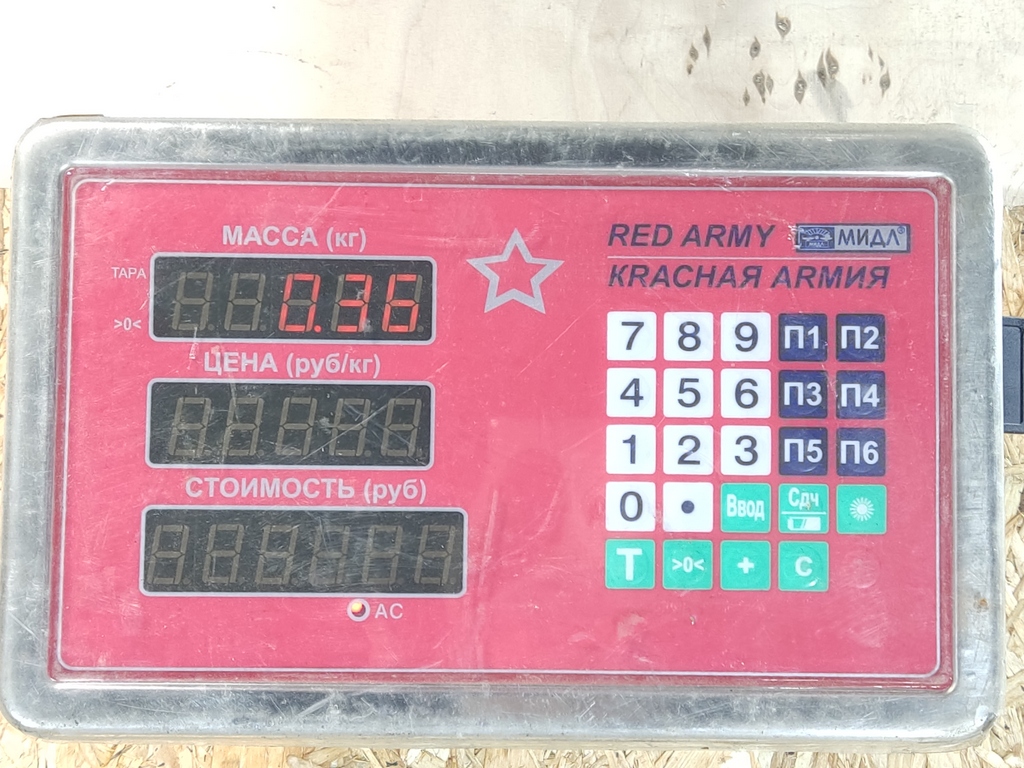 МАССА (кг)
RED ARMY
МИДЛ®
ТАРА
0.36
КRАСНАЯ ARMИЯ
>0<
ЦЕНА (руб/кг)
7 8 9 П1 П2
4 5 6 П3 П4
1 2 3 П5 П6
СТОИМОСТЬ (руб)
0 . Ввод Сдч
T >0< + C
AC